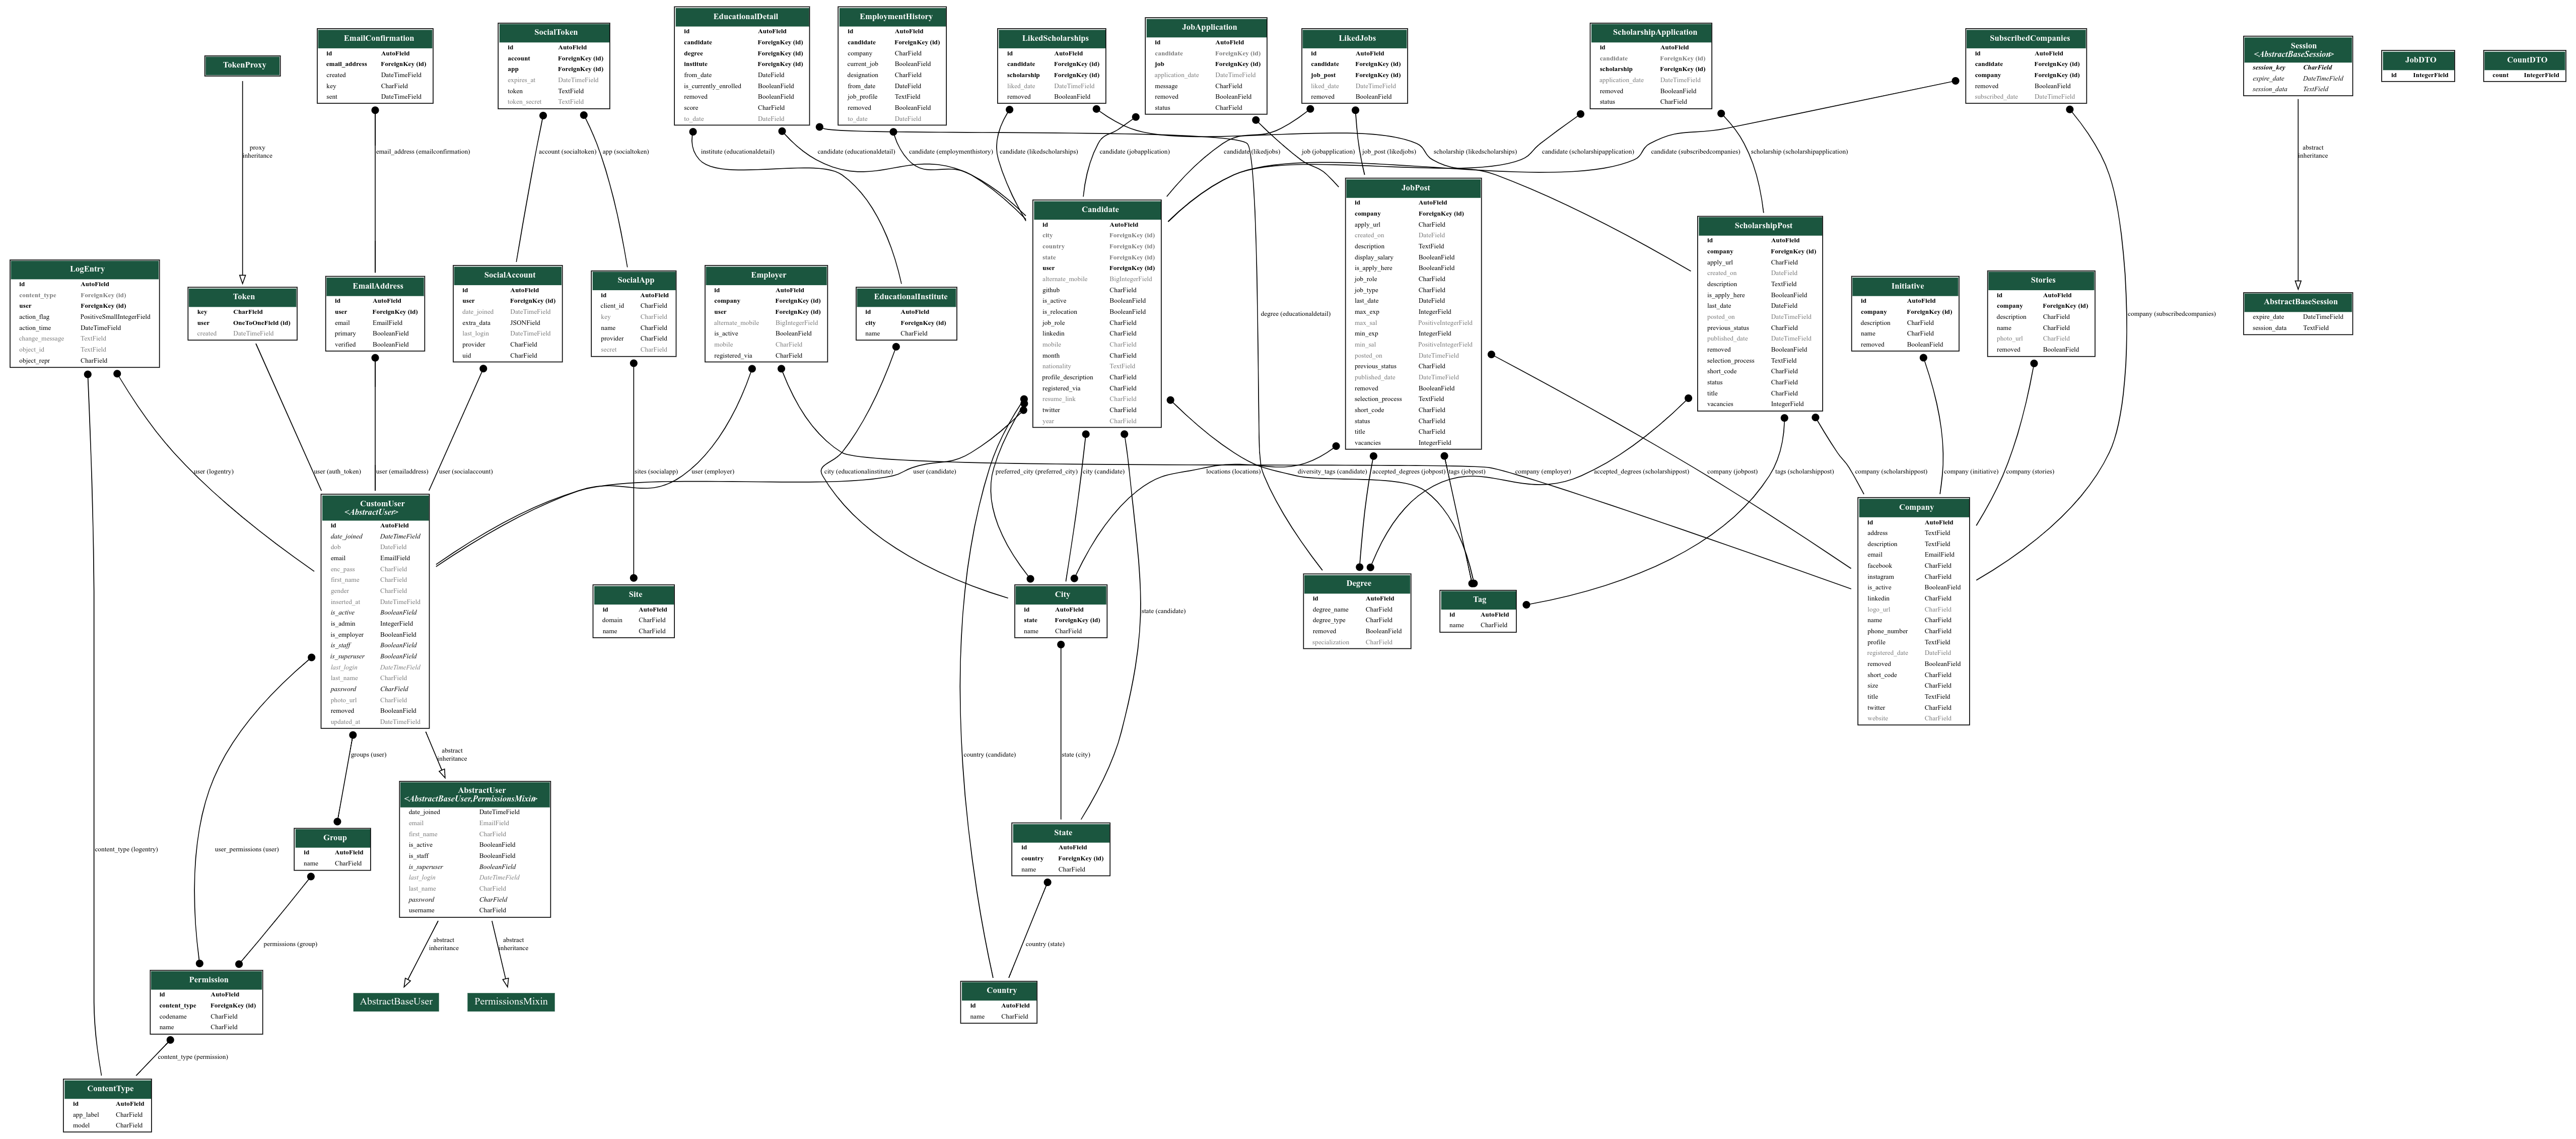 TokenProxy
EmailConfirmation
id AutoField
email_address ForeignKey (id)
created DateTimeField
key CharField
sent DateTimeField
SocialToken
id AutoField
account ForeignKey (id)
app ForeignKey (id)
expires_at DateTimeField
token TextField
token_secret TextField
EducationalDetail
id AutoField
candidate ForeignKey (id)
degree ForeignKey (id)
institute ForeignKey (id)
from_date DateField
is_currently_enrolled BooleanField
removed BooleanField
score CharField
to_date DateField
EmploymentHistory
id AutoField
candidate ForeignKey (id)
company CharField
current_job BooleanField
designation CharField
from_date DateField
job_profile TextField
removed BooleanField
to_date DateField
LikedScholarships
id AutoField
candidate ForeignKey (id)
scholarship ForeignKey (id)
liked_date DateTimeField
removed BooleanField
JobApplication
id AutoField
candidate ForeignKey (id)
job ForeignKey (id)
application_date DateTimeField
message CharField
removed BooleanField
status CharField
LikedJobs
id AutoField
candidate ForeignKey (id)
job_post ForeignKey (id)
liked_date DateTimeField
removed BooleanField
ScholarshipApplication
id AutoField
candidate ForeignKey (id)
scholarship ForeignKey (id)
application_date DateTimeField
removed BooleanField
status CharField
SubscribedCompanies
id AutoField
candidate ForeignKey (id)
company ForeignKey (id)
removed BooleanField
subscribed_date DateTimeField
Session
<AbstractBaseSession>
session_key CharField
expire_date DateTimeField
session_data TextField
JobDTO
id IntegerField
CountDTO
count IntegerField
proxy
inheritance
email_address (emailconfirmation)
account (socialtoken)
app (socialtoken)
institute (educationaldetail)
candidate (educationaldetail)
candidate (employmenthistory)
candidate (likedscholarships)
candidate (jobapplication)
candidate (likedjobs)
job (jobapplication)
job_post (likedjobs)
scholarship (likedscholarships)
candidate (scholarshipapplication)
candidate (subscribedcompanies)
scholarship (scholarshipapplication)
abstract
inheritance
LogEntry
id AutoField
content_type ForeignKey (id)
user ForeignKey (id)
action_flag PositiveSmallIntegerField
action_time DateTimeField
change_message TextField
object_id TextField
object_repr CharField
Token
key CharField
user OneToOneField (id)
created DateTimeField
EmailAddress
id AutoField
user ForeignKey (id)
email EmailField
primary BooleanField
verified BooleanField
SocialAccount
id AutoField
user ForeignKey (id)
date_joined DateTimeField
extra_data JSONField
last_login DateTimeField
provider CharField
uid CharField
SocialApp
id AutoField
client_id CharField
key CharField
name CharField
provider CharField
secret CharField
Employer
id AutoField
company ForeignKey (id)
user ForeignKey (id)
alternate_mobile BigIntegerField
is_active BooleanField
mobile CharField
registered_via CharField
EducationalInstitute
id AutoField
city ForeignKey (id)
name CharField
Candidate
id AutoField
city ForeignKey (id)
country ForeignKey (id)
state ForeignKey (id)
user ForeignKey (id)
alternate_mobile BigIntegerField
github CharField
is_active BooleanField
is_relocation BooleanField
job_role CharField
linkedin CharField
mobile CharField
month CharField
nationality TextField
profile_description CharField
registered_via CharField
resume_link CharField
twitter CharField
year CharField
degree (educationaldetail)
JobPost
id AutoField
company ForeignKey (id)
apply_url CharField
created_on DateField
description TextField
display_salary BooleanField
is_apply_here BooleanField
job_role CharField
job_type CharField
last_date DateField
max_exp IntegerField
max_sal PositiveIntegerField
min_exp IntegerField
min_sal PositiveIntegerField
posted_on DateTimeField
previous_status CharField
published_date DateTimeField
removed BooleanField
selection_process TextField
short_code CharField
status CharField
title CharField
vacancies IntegerField
ScholarshipPost
id AutoField
company ForeignKey (id)
apply_url CharField
created_on DateField
description TextField
is_apply_here BooleanField
last_date DateField
posted_on DateTimeField
previous_status CharField
published_date DateTimeField
removed BooleanField
selection_process TextField
short_code CharField
status CharField
title CharField
vacancies IntegerField
Initiative
id AutoField
company ForeignKey (id)
description CharField
name CharField
removed BooleanField
Stories
id AutoField
company ForeignKey (id)
description CharField
name CharField
photo_url CharField
removed BooleanField
company (subscribedcompanies)
AbstractBaseSession
expire_date DateTimeField
session_data TextField
user (logentry)
user (auth_token)
user (emailaddress)
user (socialaccount)
sites (socialapp)
user (employer)
city (educationalinstitute)
user (candidate)
preferred_city (preferred_city)
city (candidate)
locations (locations)
diversity_tags (candidate)
accepted_degrees (jobpost)
tags (jobpost)
company (employer)
accepted_degrees (scholarshippost)
company (jobpost)
tags (scholarshippost)
company (scholarshippost)
company (initiative)
company (stories)
CustomUser
<AbstractUser>
id AutoField
date_joined DateTimeField
dob DateField
email EmailField
enc_pass CharField
first_name CharField
gender CharField
inserted_at DateTimeField
is_active BooleanField
is_admin IntegerField
is_employer BooleanField
is_staff BooleanField
is_superuser BooleanField
last_login DateTimeField
last_name CharField
password CharField
photo_url CharField
removed BooleanField
updated_at DateTimeField
Site
id AutoField
domain CharField
name CharField
City
id AutoField
state ForeignKey (id)
name CharField
state (candidate)
Degree
id AutoField
degree_name CharField
degree_type CharField
removed BooleanField
specialization CharField
Tag
id AutoField
name CharField
Company
id AutoField
address TextField
description TextField
email EmailField
facebook CharField
instagram CharField
is_active BooleanField
linkedin CharField
logo_url CharField
name CharField
phone_number CharField
profile TextField
registered_date DateField
removed BooleanField
short_code CharField
size CharField
title TextField
twitter CharField
website CharField
groups (user)
abstract
inheritance
country (candidate)
state (city)
AbstractUser
<AbstractBaseUser,PermissionsMixin>
date_joined DateTimeField
email EmailField
first_name CharField
is_active BooleanField
is_staff BooleanField
is_superuser BooleanField
last_login DateTimeField
last_name CharField
password CharField
username CharField
content_type (logentry)
user_permissions (user)
Group
id AutoField
name CharField
State
id AutoField
country ForeignKey (id)
name CharField
permissions (group)
abstract
inheritance
abstract
inheritance
country (state)
Permission
id AutoField
content_type ForeignKey (id)
codename CharField
name CharField
AbstractBaseUser
PermissionsMixin
Country
id AutoField
name CharField
content_type (permission)
ContentType
id AutoField
app_label CharField
model CharField